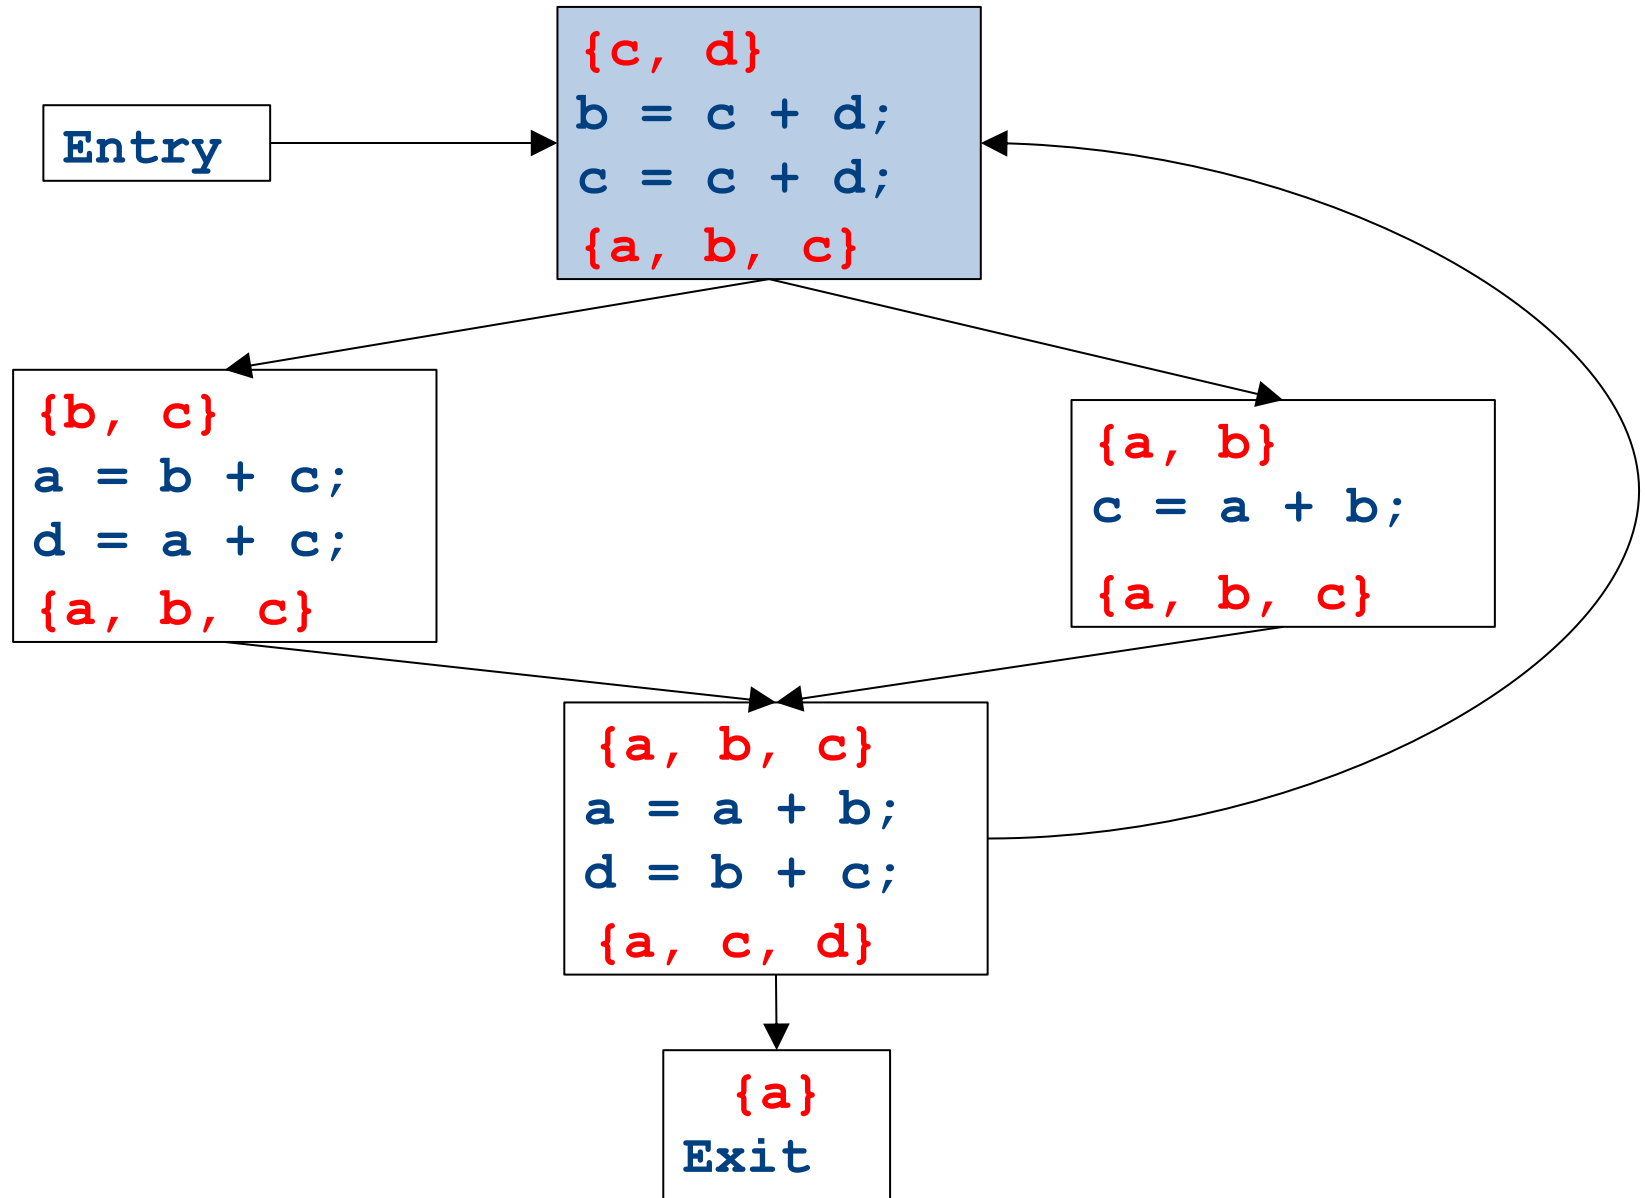 {c, d}
b = c + d;
c = c + d;
{a, b, c}
Entry
{b, c}
a = b + c;
d = a + c;
{a, b, c}
{a, b}
c = a + b;
{a, b, c}
{a, b, c}
a = a + b;
d = b + c;
{a, c, d}
{a}
Exit